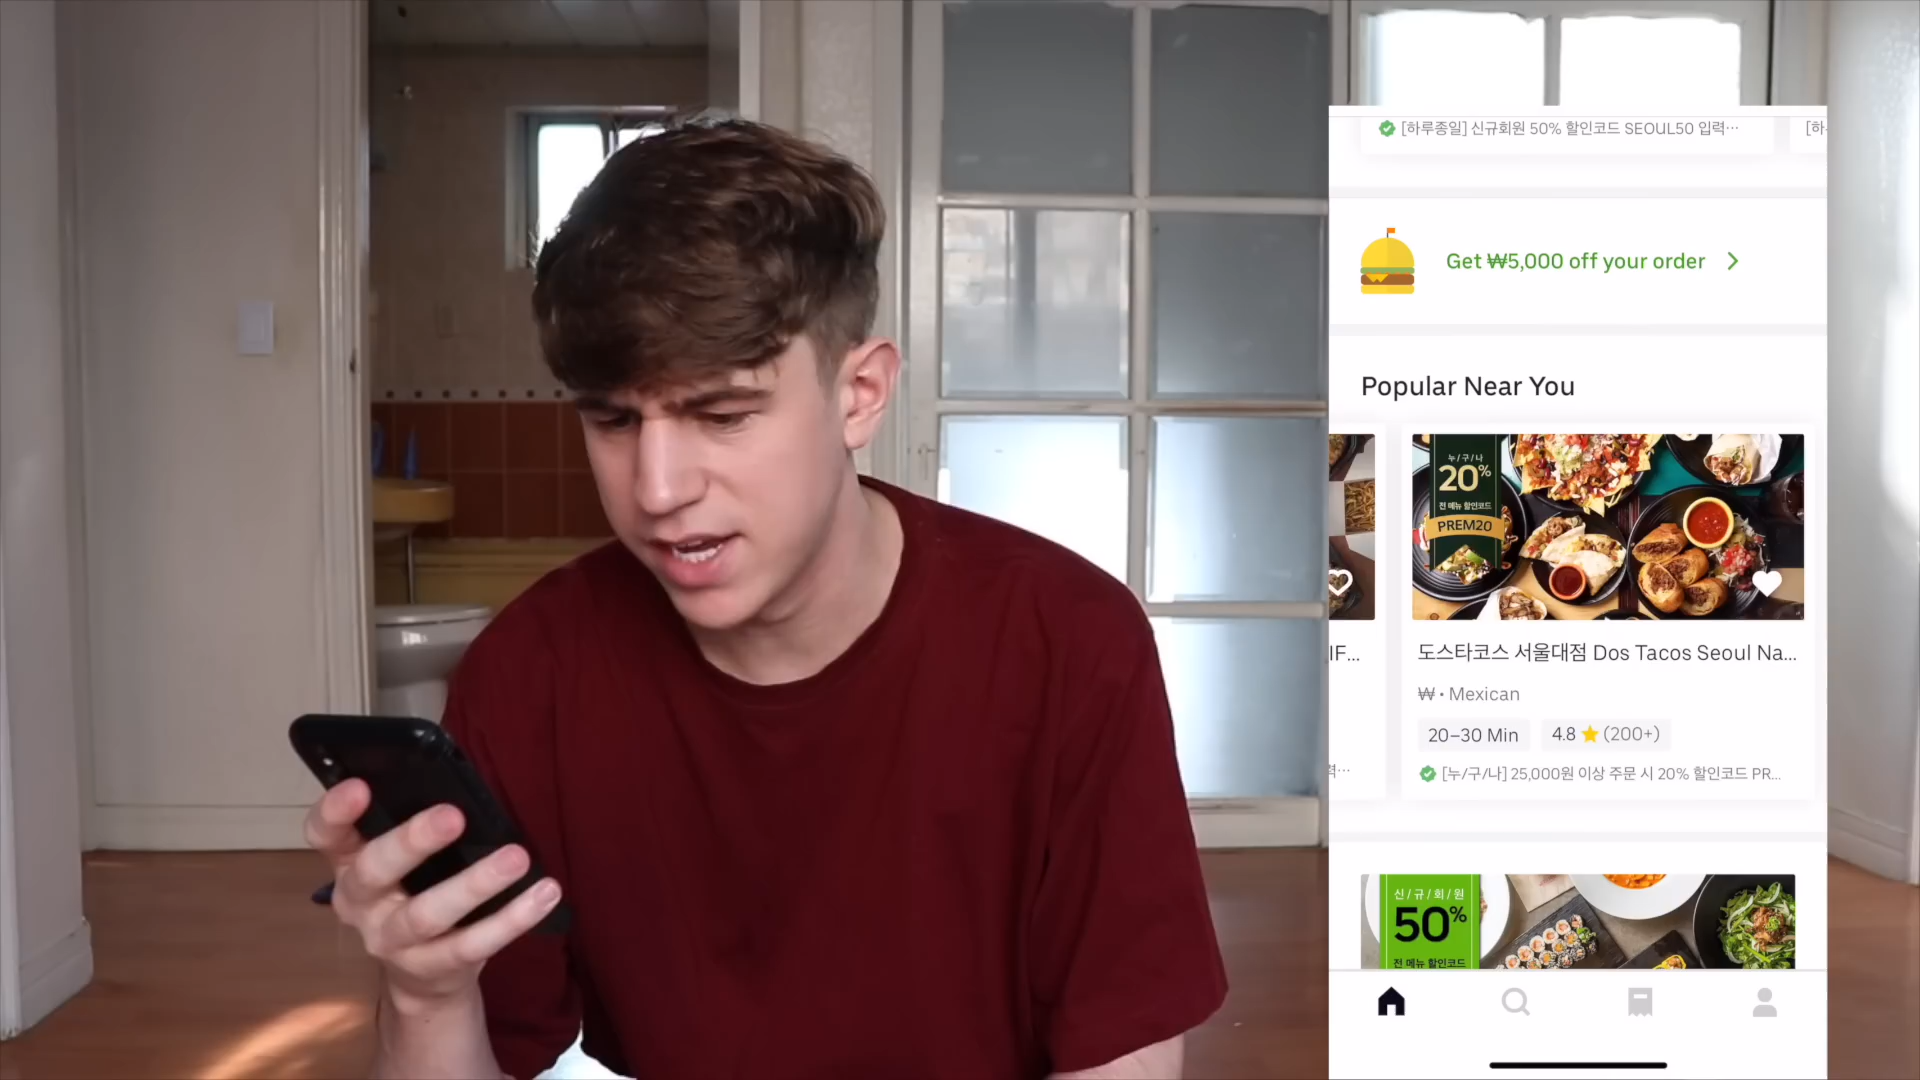 [하루종일] 신규회원 50% 할인코드 SEOUL50 입력…
[하
Get ₩5,000 off your order
Popular Near You
누/구/나
20%
전 메뉴 할인코드
PREM20
IF...
도스타코스 서울대점 Dos Tacos Seoul Na...
₩ • Mexican
20–30 Min
4.8 ★ (200+)
[누/구/나] 25,000원 이상 주문 시 20% 할인코드 PR...
신/규/회/원
50%
전 메뉴 할인코드